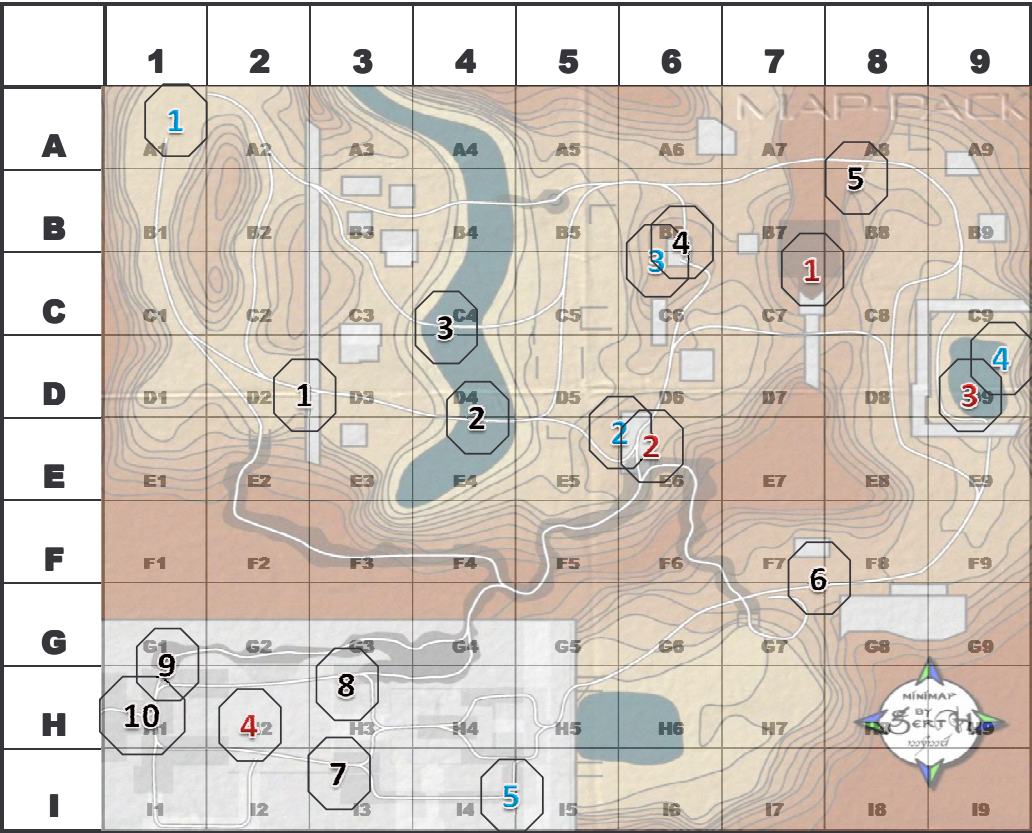 1 2 3 4 5 6 7 8 9
MAP-PACK
1
A A1 A2 A3 A4 A5 A6 A7 A8 A9
5
B B1 B2 B3 B4 B5 B7 B8 B9
4
3 1
C C1 C2 C3 C4 C5 C6 C7 C8 C9
3
4
D D1 D2 D3 D4 D5 D6 D7 D8
1 3
2
2 2
E E1 E2 E3 E4 E5 E6 E7 E8 E9
F F1 F2 F3 F4 F5 F7 F8 F9
6
G G1 G2 G3 G4 G5 G6 G7 G8 G9
9
8
MINIMAP
BY
10 4
H H3 H4 H5 H6 H7 H9
7
5
I I1 I2 I3 I4 I5 I6 I7 I8 I9